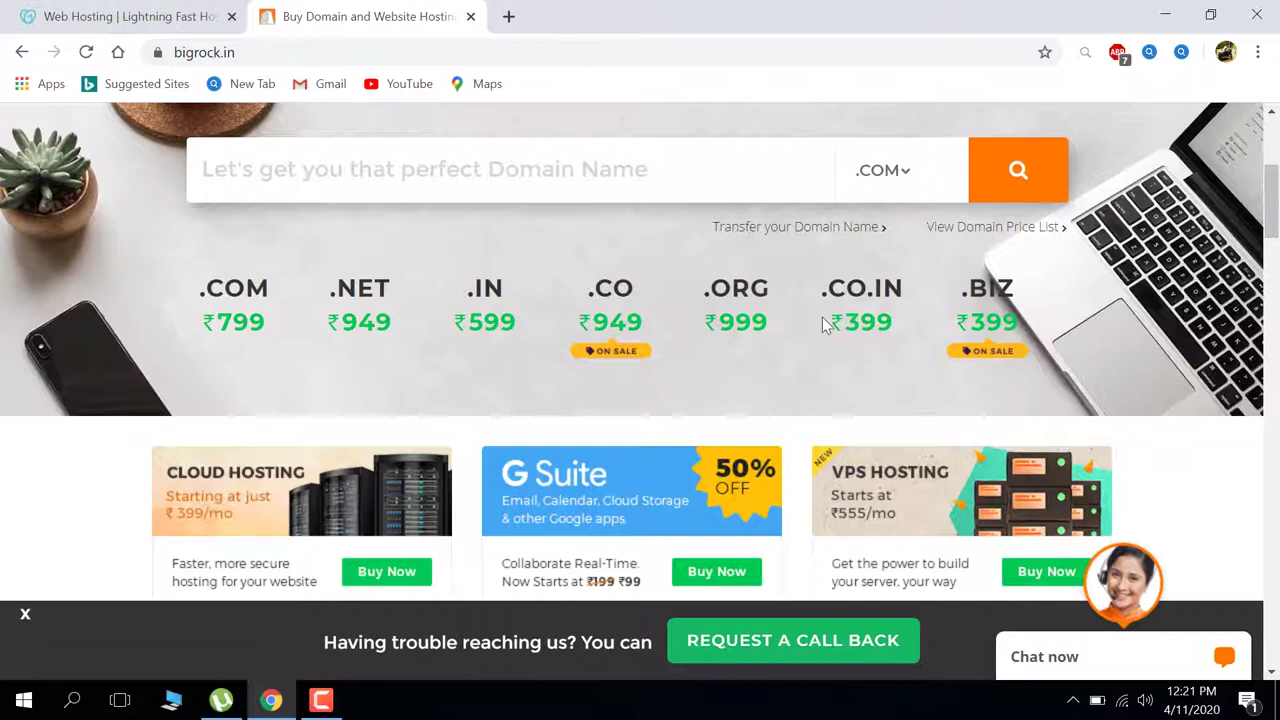 Web Hosting | Lightning Fast Ho
Buy Domain and Website Hostin
bigrock.in
ABP
7
Apps
Suggested Sites
New Tab
Gmail
YouTube
Maps
Let's get you that perfect Domain Name
.COM
Transfer your Domain Name
View Domain Price List
.COM
.NET
.IN
.CO
.ORG
.CO.IN
.BIZ
₹799
₹949
₹599
₹949
₹999
₹399
₹399
ON SALE
ON SALE
CLOUD HOSTING
Starting at just
₹ 399/mo
Faster, more secure
hosting for your website
Buy Now
G Suite
50%
OFF
Email, Calendar, Cloud Storage
& other Google apps
Collaborate Real-Time.
Now Starts at ₹199 ₹99
Buy Now
NEW
VPS HOSTING
Starts at
₹555/mo
Get the power to build
your server, your way
Buy Now
X
Having trouble reaching us? You can
REQUEST A CALL BACK
Chat now
12:21 PM
4/11/2020
1